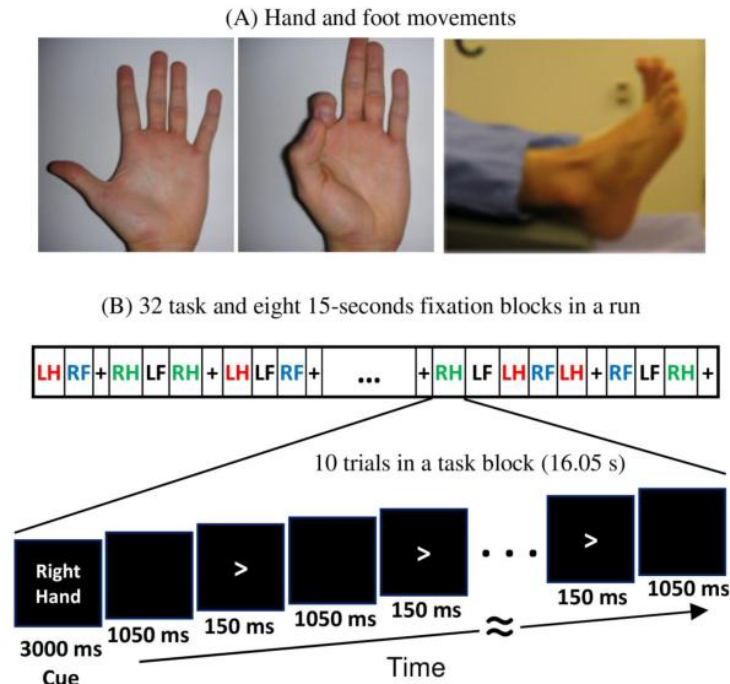 (A) Hand and foot movements
C
(B) 32 task and eight 15-seconds fixation blocks in a run
LH RF + RH LF RH + LH LF RF + ... + RH LF LH RF LH + RF LF RH +
10 trials in a task block (16.05 s)
Right
Hand
> > . . . >
3000 ms 1050 ms 150 ms 1050 ms 150 ms 150 ms 1050 ms
Cue
≈
Time